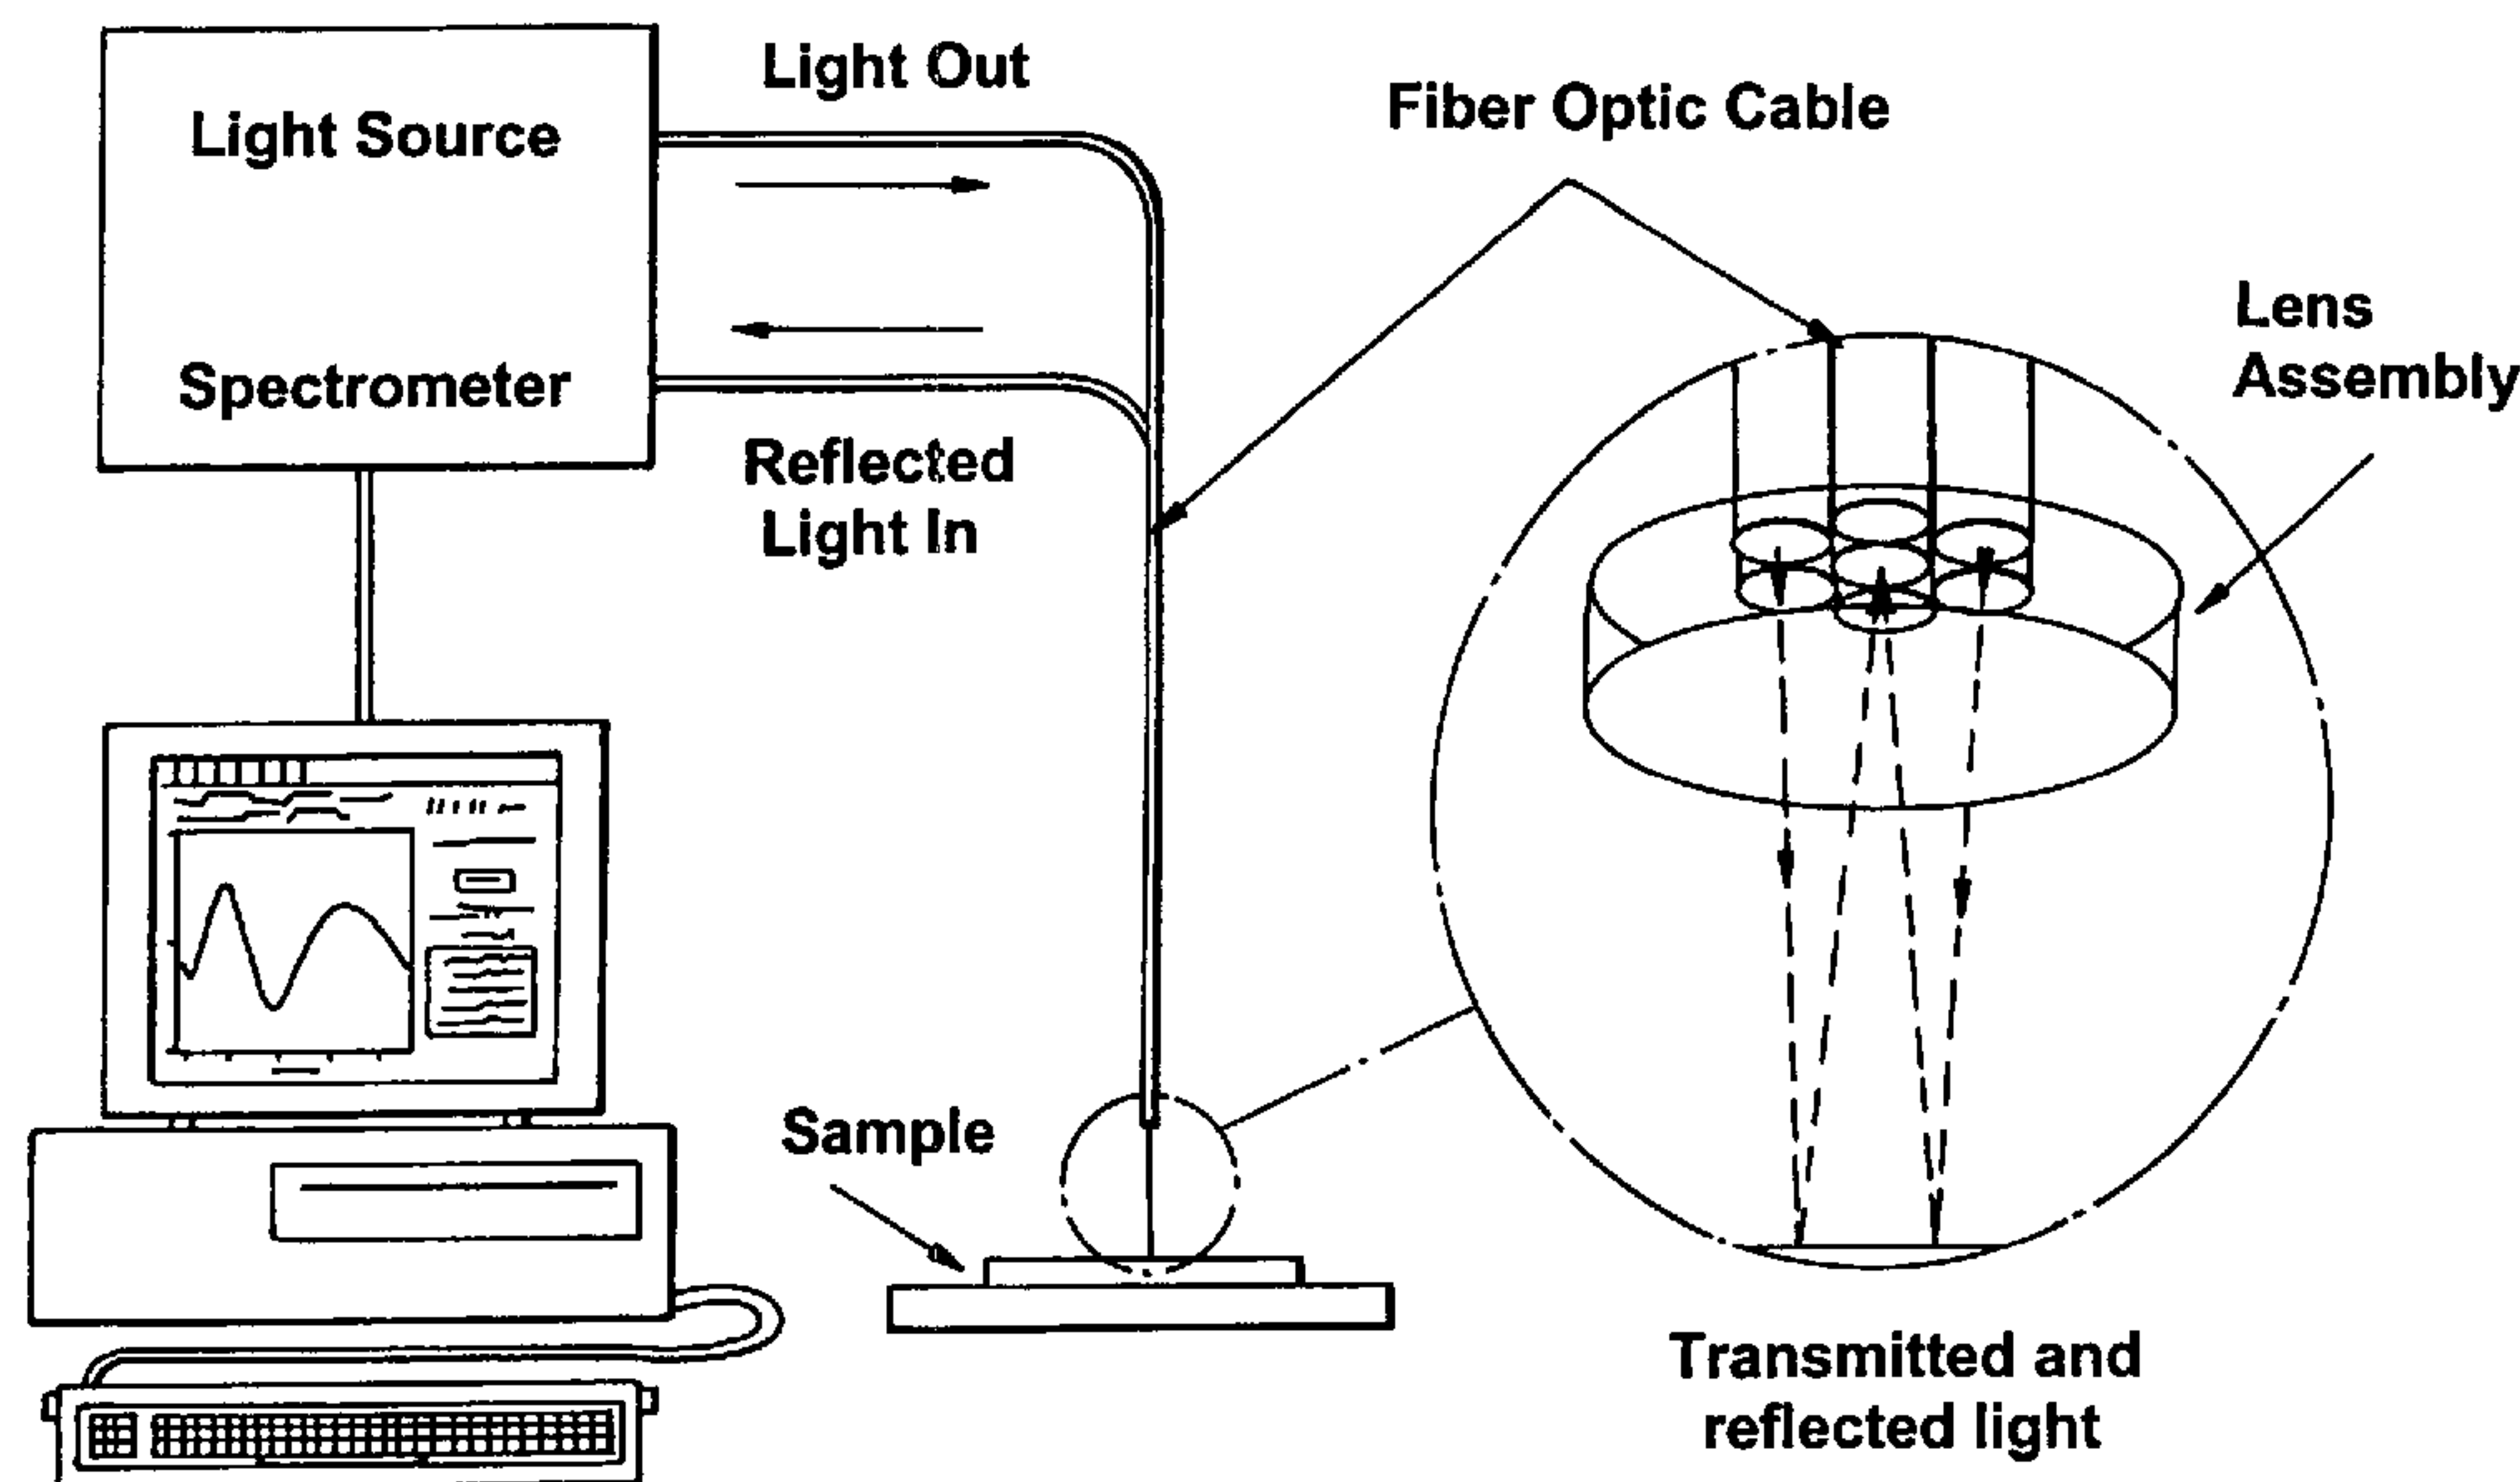 Light Out
Fiber Optic Cable
Light Source
Lens
Assembly
Spectrometer
Reflected
Light In
Sample
Transmitted and
reflected light